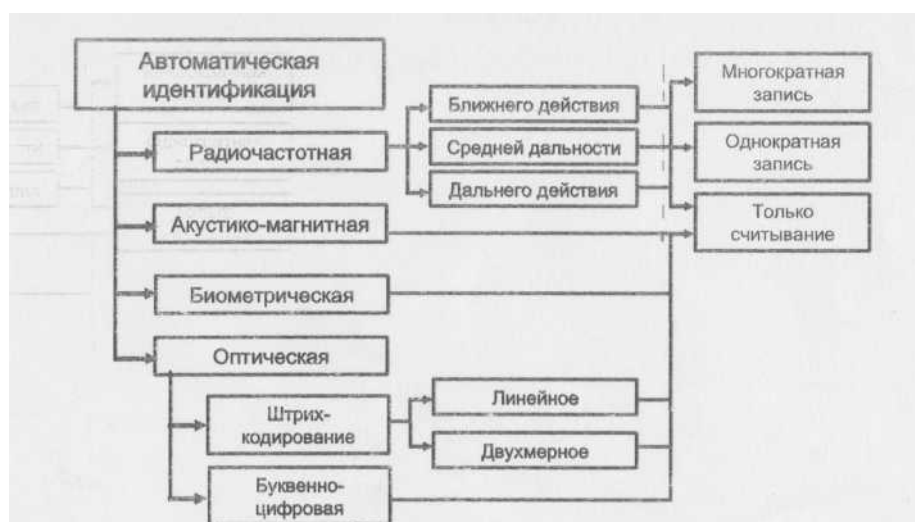 Автоматическая
идентификация
Радиочастотная
Ближнего действия
Средней дальности
Дальнего действия
Многократная
запись
Однократная
запись
Только
считывание
Акустико-магнитная
Биометрическая
Оптическая
Штрих-
кодирование
Линейное
Двухмерное
Буквенно-
цифровая